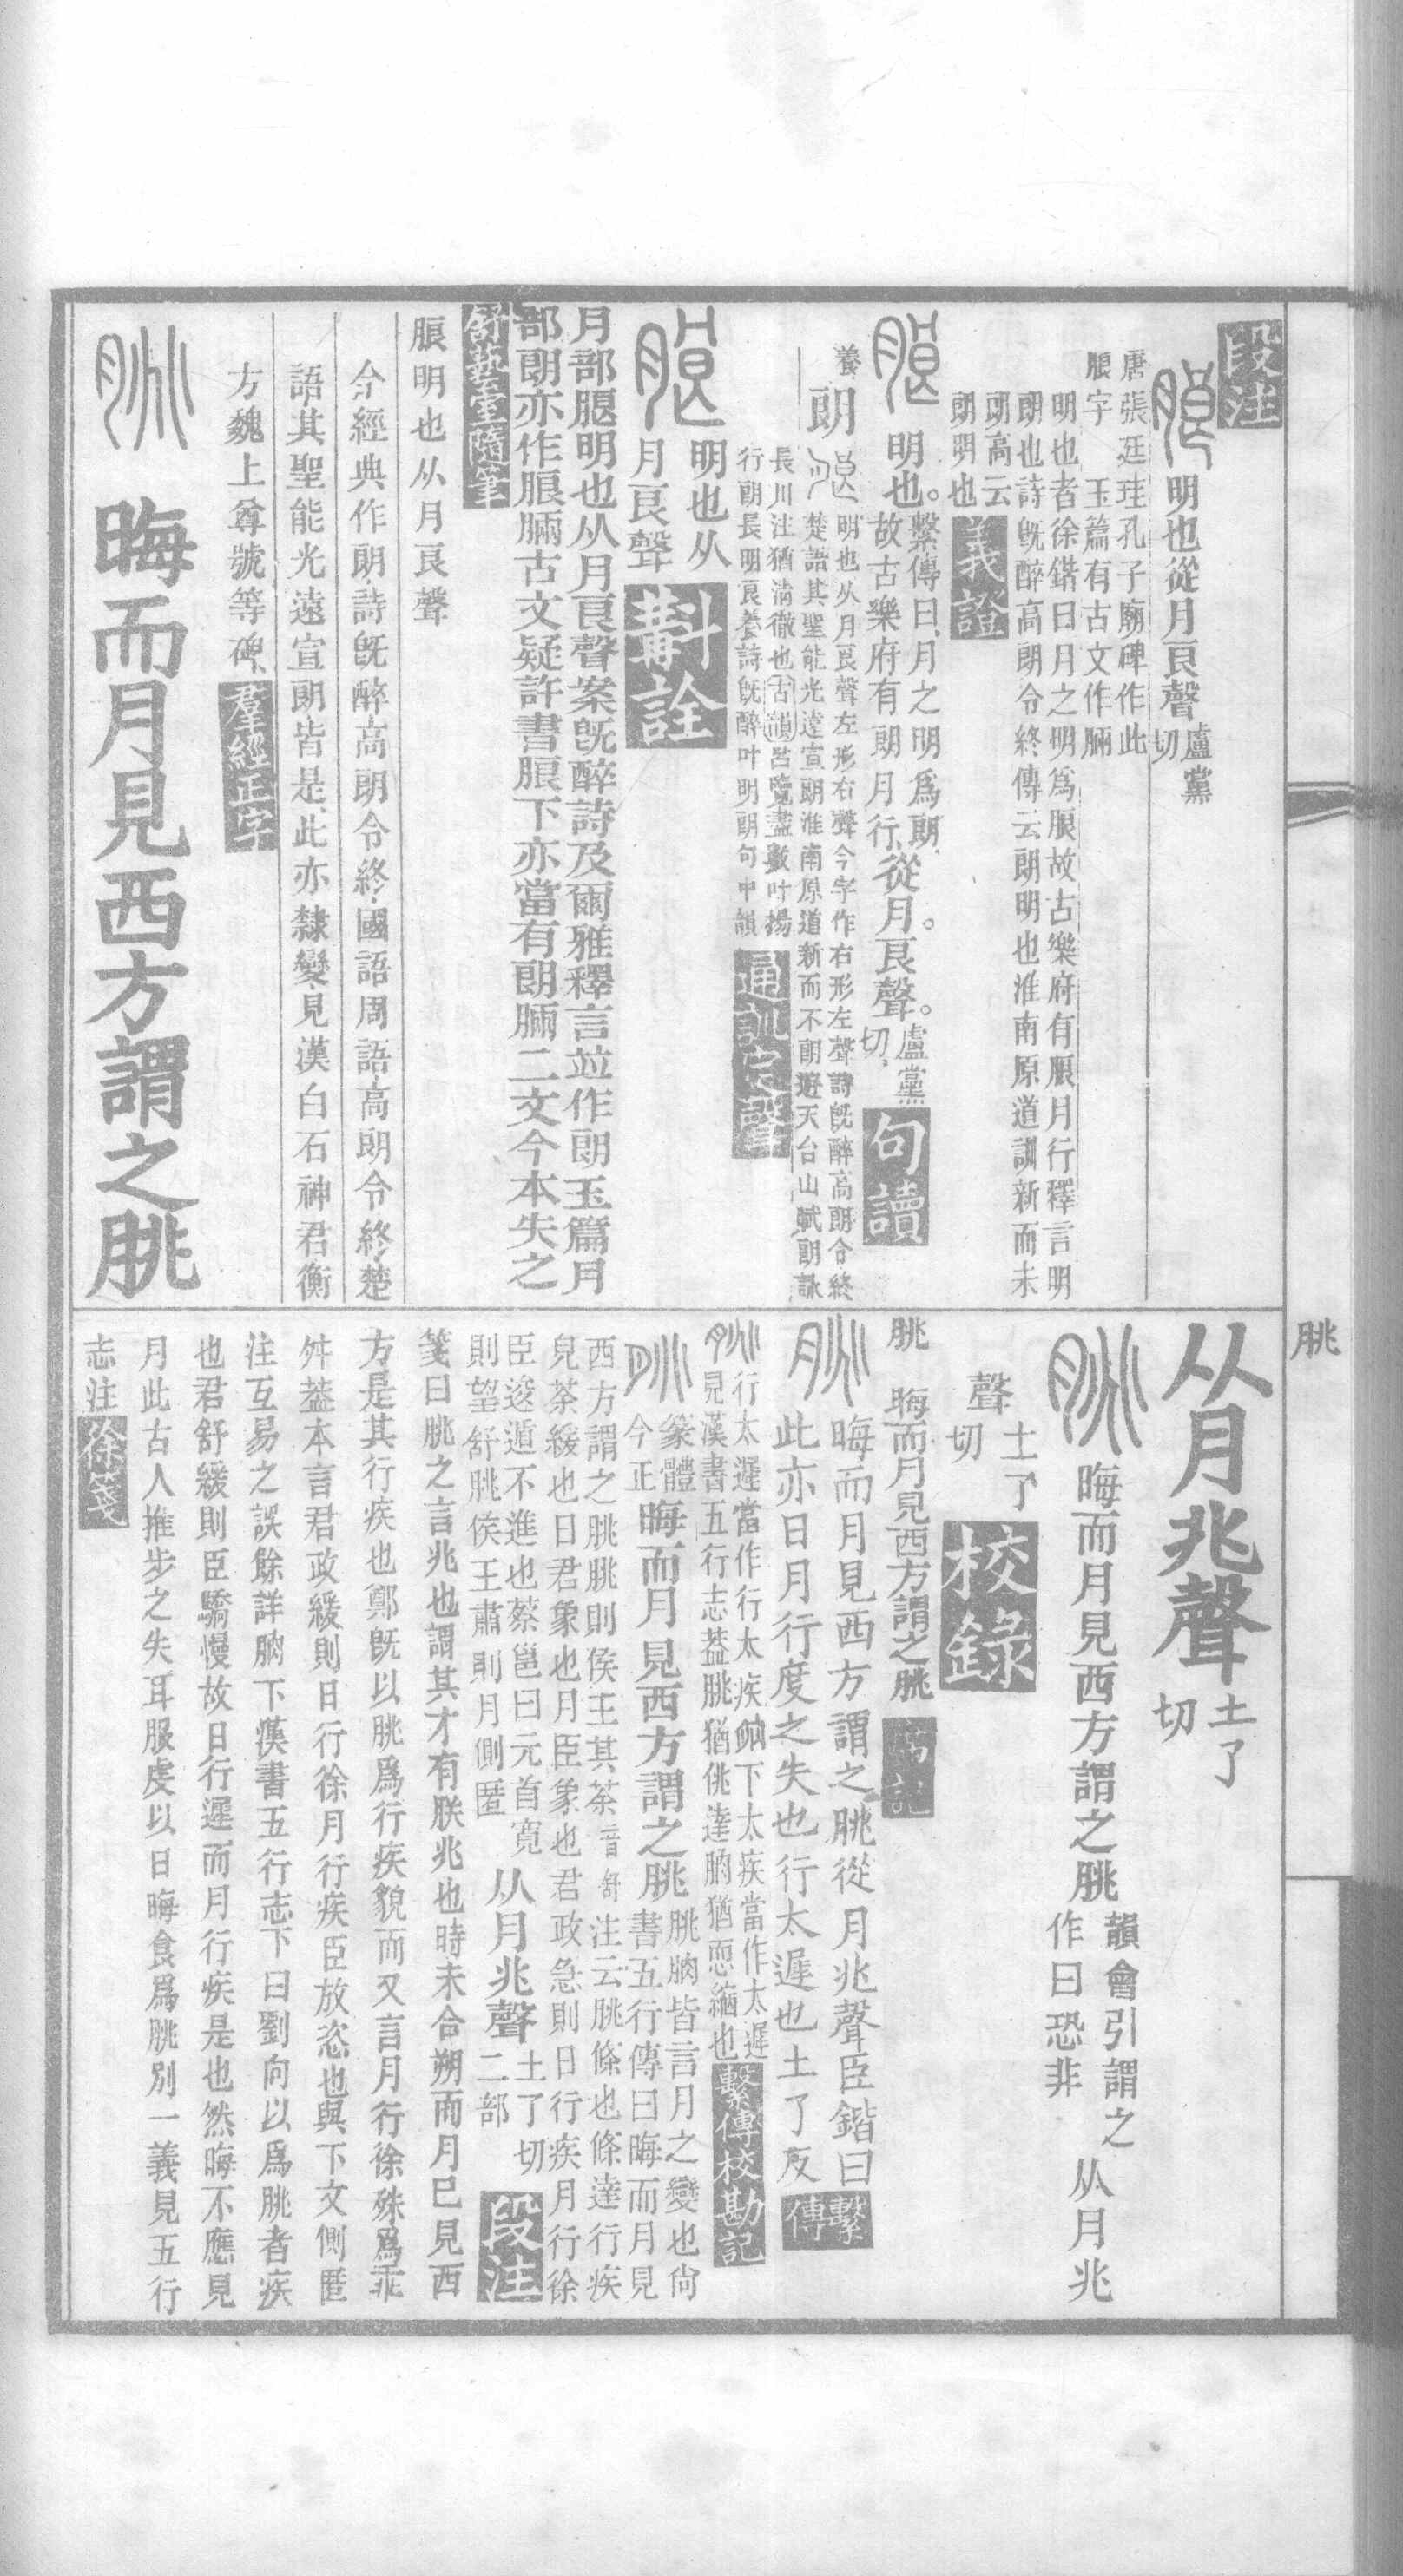 段注
明也從月良聲盧黨切
唐張廷珪孔子廟碑作此
朖字　玉篇有古文作𣍸
明也者徐鍇曰月之明爲朖故古樂府有朖月行釋言明
朗也詩既醉高朗令終傳云朗明也淮南原道訓新而未
朗高云
朗明也
義證
明也。繫傳曰月之明爲朗
故古樂府有朗月行從月。良聲。盧黨切
句讀
養
朗
明也从月良聲左形右聲今字作右形左聲詩既醉高朗令終
楚語其聖能光遠宣朗淮南原道新而不朗遊天台山賦朗詠
長川注猶淸徹也古韻呂覽盡數叶揚
行朗長明良養詩既醉叶明朗句中韻
通訓定聲
明也从
月良聲
斠詮
月部朖明也从月良聲案既醉詩及爾雅釋言竝作朗玉篇月
部朗亦作朖𣍸古文疑許書朖下亦當有朗𣍸二文今本失之
舒藝室隨筆
朖明也从月良聲
今經典作朗詩既醉高朗令終國語周語高朗令終楚
語其聖能光遠宣朗皆是此亦隸變見漢白石神君衡
方魏上尊號等碑
羣經正字
晦而月見西方謂之朓
朓
从月兆聲土了切
晦而月見西方謂之朓韻會引謂之
作曰恐非从月兆
聲土了切
校錄
朓　晦而月見西方謂之朓
晦而月見西方謂之朓從月兆聲臣鍇曰
此亦日月行度之失也行太遲也土了反
繫傳
行太遲當作行太疾朒下太疾當作太遲
見漢書五行志葢朓猶佻達朒猶恧縮也
繫傳校勘記
篆體
今正晦而月見西方謂之朓朓朒皆言月之變也尙
書五行傳曰晦而月見
西方謂之朓朓則侯王其荼音舒注云朓條也條達行疾
皃荼緩也日君象也月臣象也君政急則日行疾月行徐
臣逡遁不進也蔡邕曰元首寬
則望舒朓侯王肅則月側匿从月兆聲土了切
二部
段注
箋曰朓之言兆也謂其才有朕兆也時未合朔而月巳見西
方是其行疾也鄭旣以朓爲行疾貌而又言月行徐殊爲乖
舛葢本言君政緩則日行徐月行疾臣放恣也與下文側匿
注互易之誤餘詳朒下漢書五行志下曰劉向以爲朓者疾
也君舒緩則臣驕慢故日行遲而月行疾是也然晦不應見
月此古人推步之失耳服虔以日晦食爲朓別一義見五行
志注
徐箋